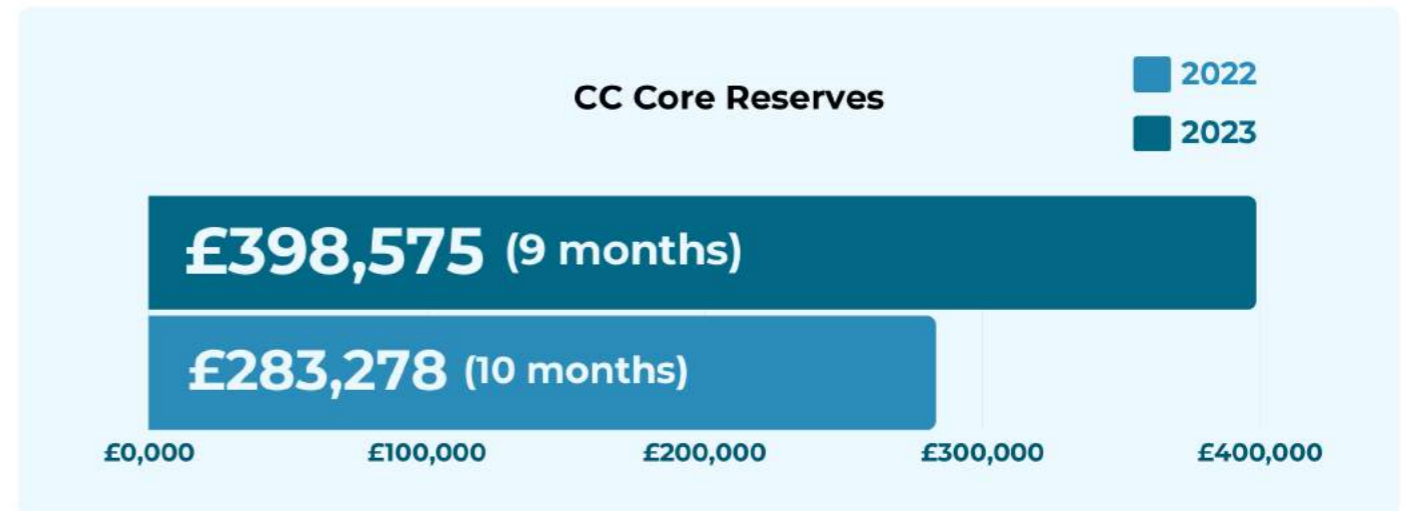 CC Core Reserves
2022
2023
£398,575 (9 months)
£283,278 (10 months)
£0,000 £100,000 £200,000 £300,000 £400,000